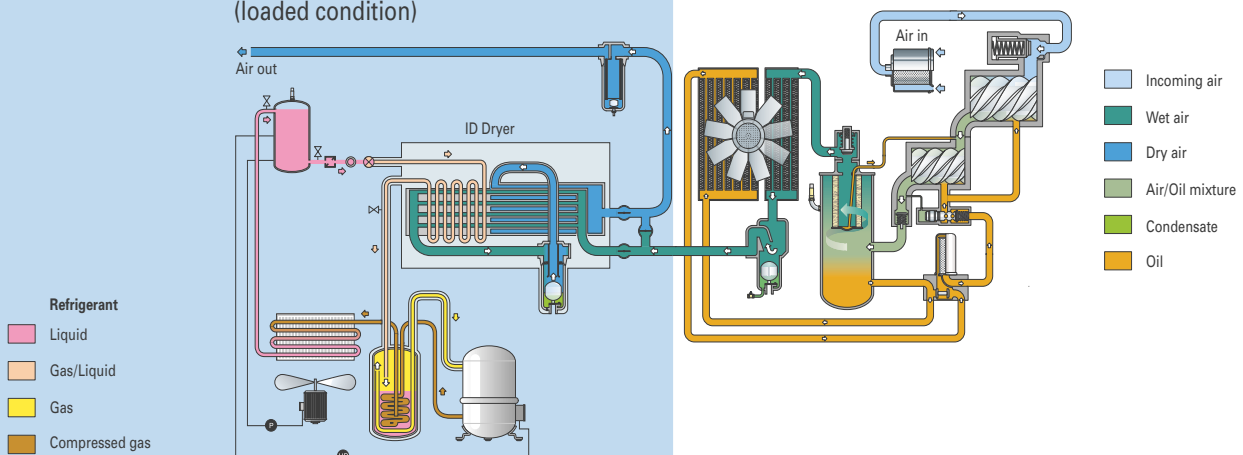 (loaded condition)
Air out
ID Dryer
Air in
Incoming air
Wet air
Dry air
Air/Oil mixture
Condensate
Oil
Refrigerant
Liquid
Gas/Liquid
Gas
Compressed gas
P